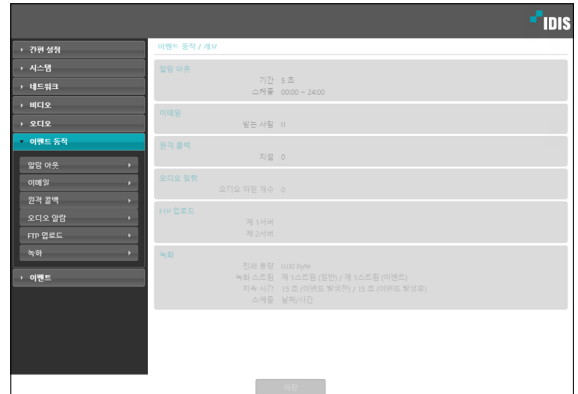 IDIS
간편 설정
시스템
네트워크
비디오
오디오
이벤트 동작
알람 아웃
이메일
원격 콜백
오디오 알람
FTP 업로드
녹화
이벤트
이벤트 동작 / 개요
알람 아웃
기간 5 초
스케줄 00:00 ~ 24:00
이메일
받는 사람 0
원격 콜백
차셀 0
오디오 알람
오디오 파일 개수 0
FTP 업로드
제 1서버
제 2서버
녹화
전체 용량 0.00 Byte
녹화 스트림 제 1스트림 (일반) / 제 1스트림 (이벤트)
지속 시간 15 초 (이벤트 발생전) / 15 초 (이벤트 발생후)
스케줄 날짜/시간
저장